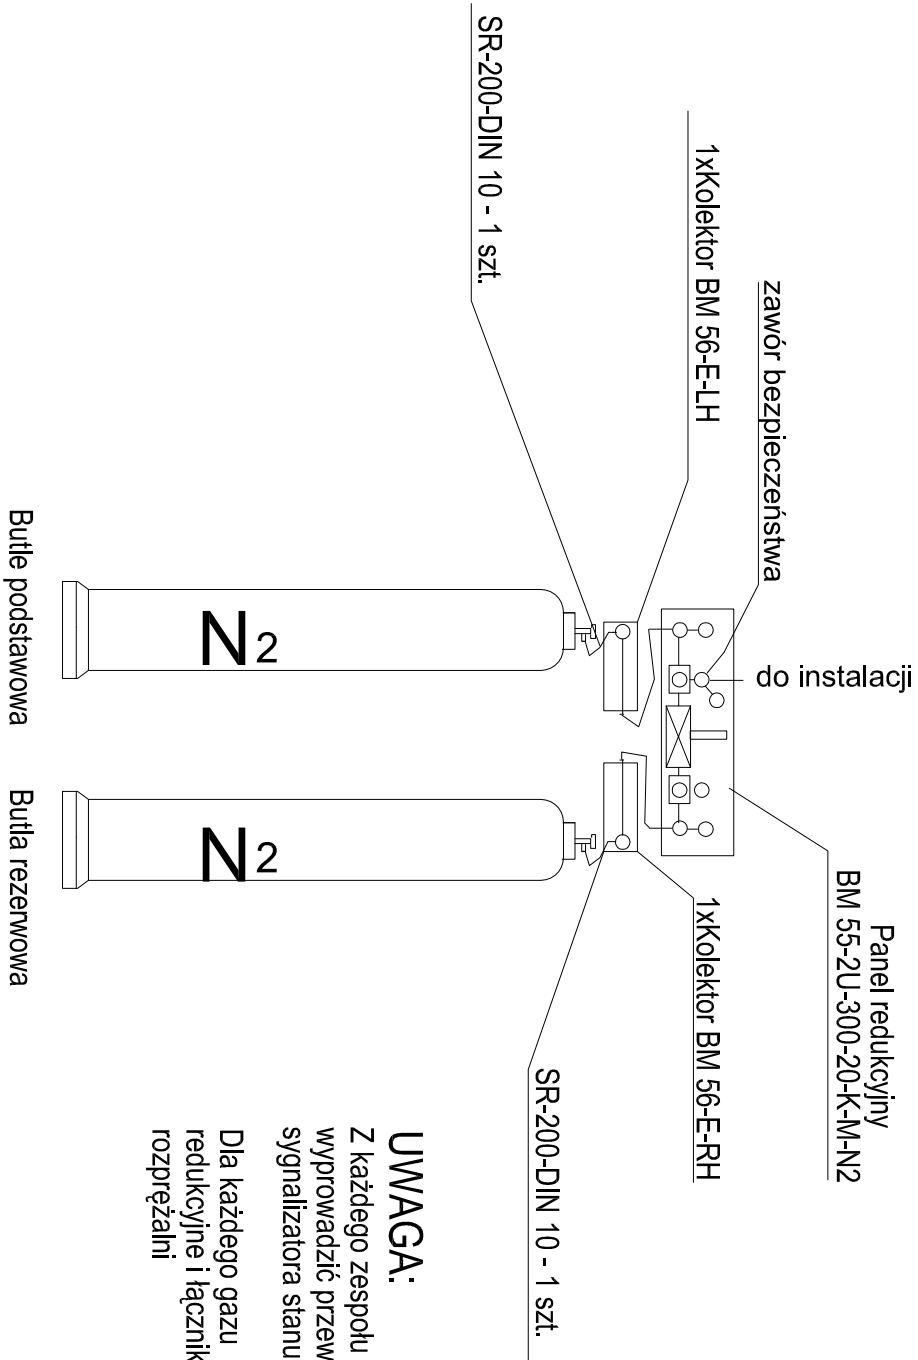 SR-200-DIN 10 - 1 szt.
1xKolektor BM 56-E-LH
zawór bezpieczeństwa
do instalacji
Panel redukcyjny
BM 55-2U-300-20-K-M-N2
1xKolektor BM 56-E-RH
SR-200-DIN 10 - 1 szt.
N2
N2
Butle podstawowa
Butla rezerwowa
UWAGA:
Z każdego zespołu
wyprowadzić przew
sygnalizatora stanu
Dla każdego gazu
redukcyjne i łącznik
rozprężalni